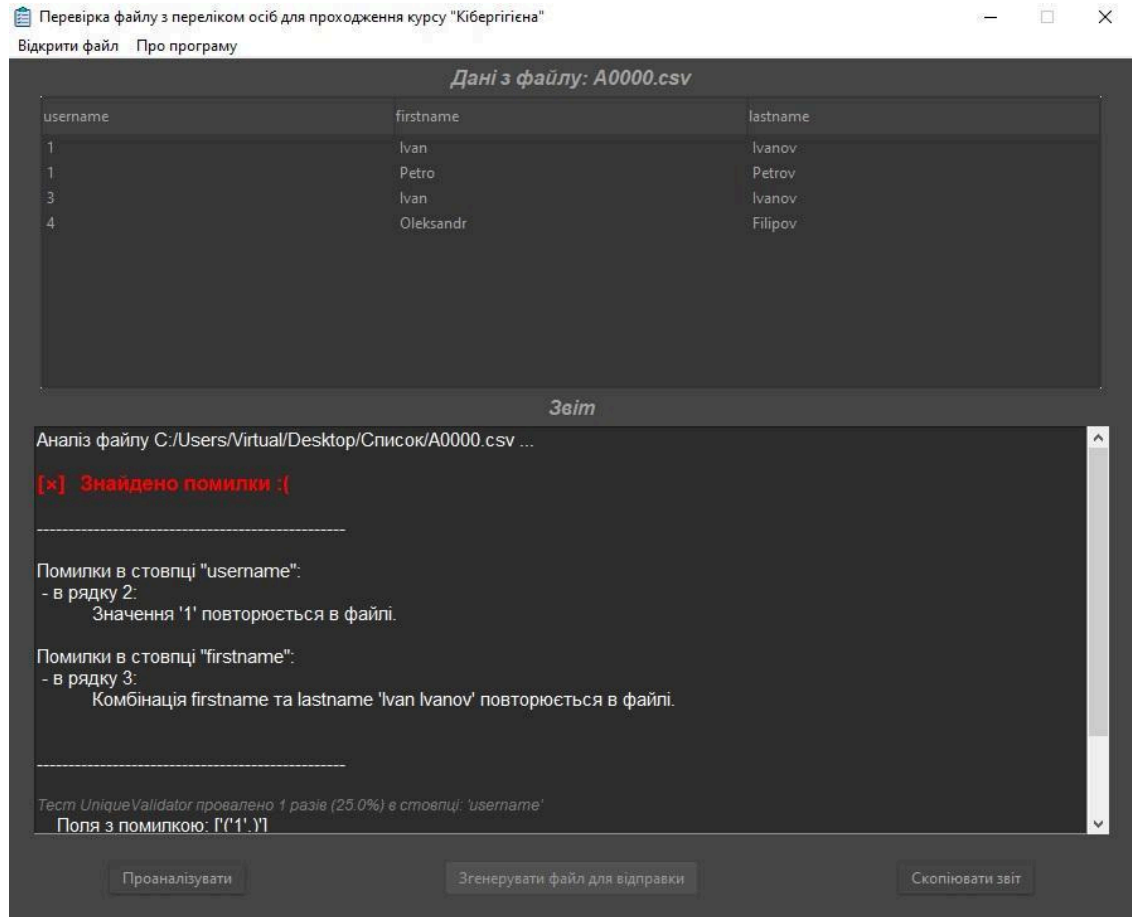 Перевірка файлу з переліком осіб для проходження курсу "Кібергігієна"
Відкрити файл Про програму
Дані з файлу: A0000.csv
username firstname lastname
1 Ivan Ivanov
1 Petro Petrov
3 Ivan Ivanov
4 Oleksandr Filipov
Звіт
Аналіз файлу C:/Users/Virtual/Desktop/Список/A0000.csv ...
[×] Знайдено помилки :(
------------------------------------------------
Помилки в стовпці "username":
- в рядку 2:
Значення '1' повторюється в файлі.
Помилки в стовпці "firstname":
- в рядку 3:
Комбінація firstname та lastname 'Ivan Ivanov' повторюється в файлі.
------------------------------------------------
Тест UniqueValidator провалено 1 разів (25.0%) в стовпці: 'username'
Поля з помилкою: ['('1',)']
Проаналізувати Згенерувати файл для відправки Скопіювати звіт